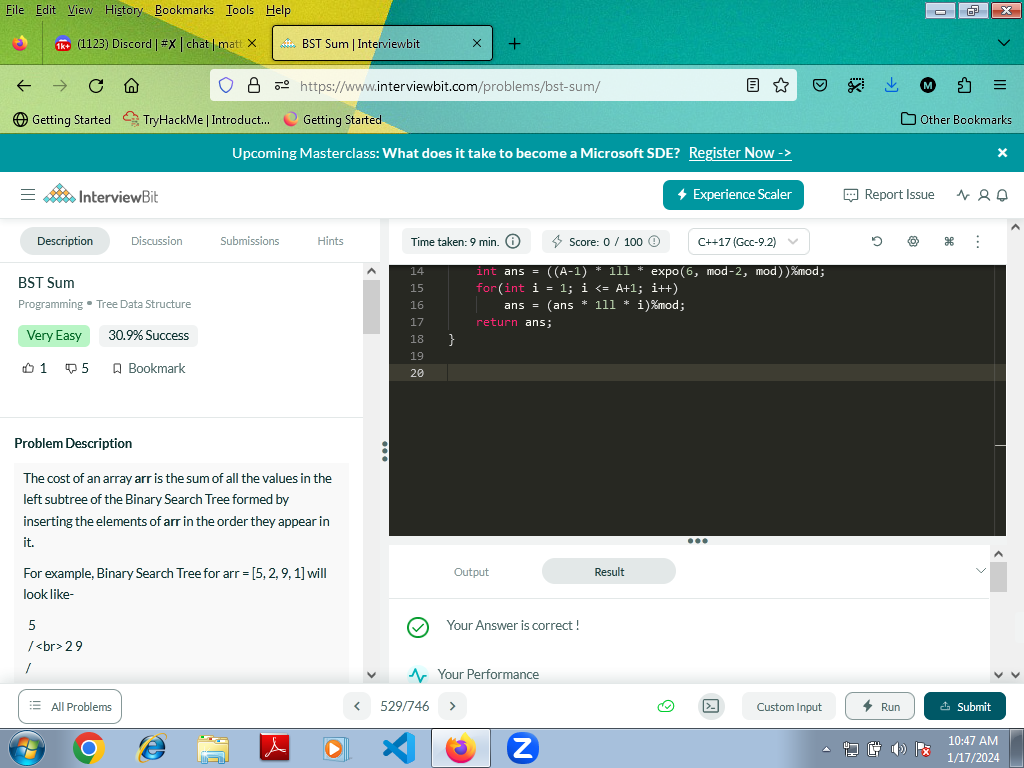 File Edit View History Bookmarks Tools Help
(1123) Discord | #✘ | chat | mat
BST Sum | Interviewbit
https://www.interviewbit.com/problems/bst-sum/
Getting Started TryHackMe | Introduct... Getting Started Other Bookmarks
Upcoming Masterclass: What does it take to become a Microsoft SDE? Register Now ->
InterviewBit Experience Scaler Report Issue
Description Discussion Submissions Hints
Time taken: 9 min. Score: 0 / 100 C++17 (Gcc-9.2)
BST Sum
Programming • Tree Data Structure
Very Easy 30.9% Success
1 5 Bookmark
Problem Description
The cost of an array arr is the sum of all the values in the
left subtree of the Binary Search Tree formed by
inserting the elements of arr in the order they appear in
it.
For example, Binary Search Tree for arr = [5, 2, 9, 1] will
look like-
5
/ <br> 2 9
/
14 int ans = ((A-1) * 1ll * expo(6, mod-2, mod))%mod;
15 for(int i = 1; i <= A+1; i++)
16 ans = (ans * 1ll * i)%mod;
17 return ans;
18 }
19
20
Output Result
Your Answer is correct !
Your Performance
All Problems 529/746 Custom Input Run Submit
10:47 AM
1/17/2024